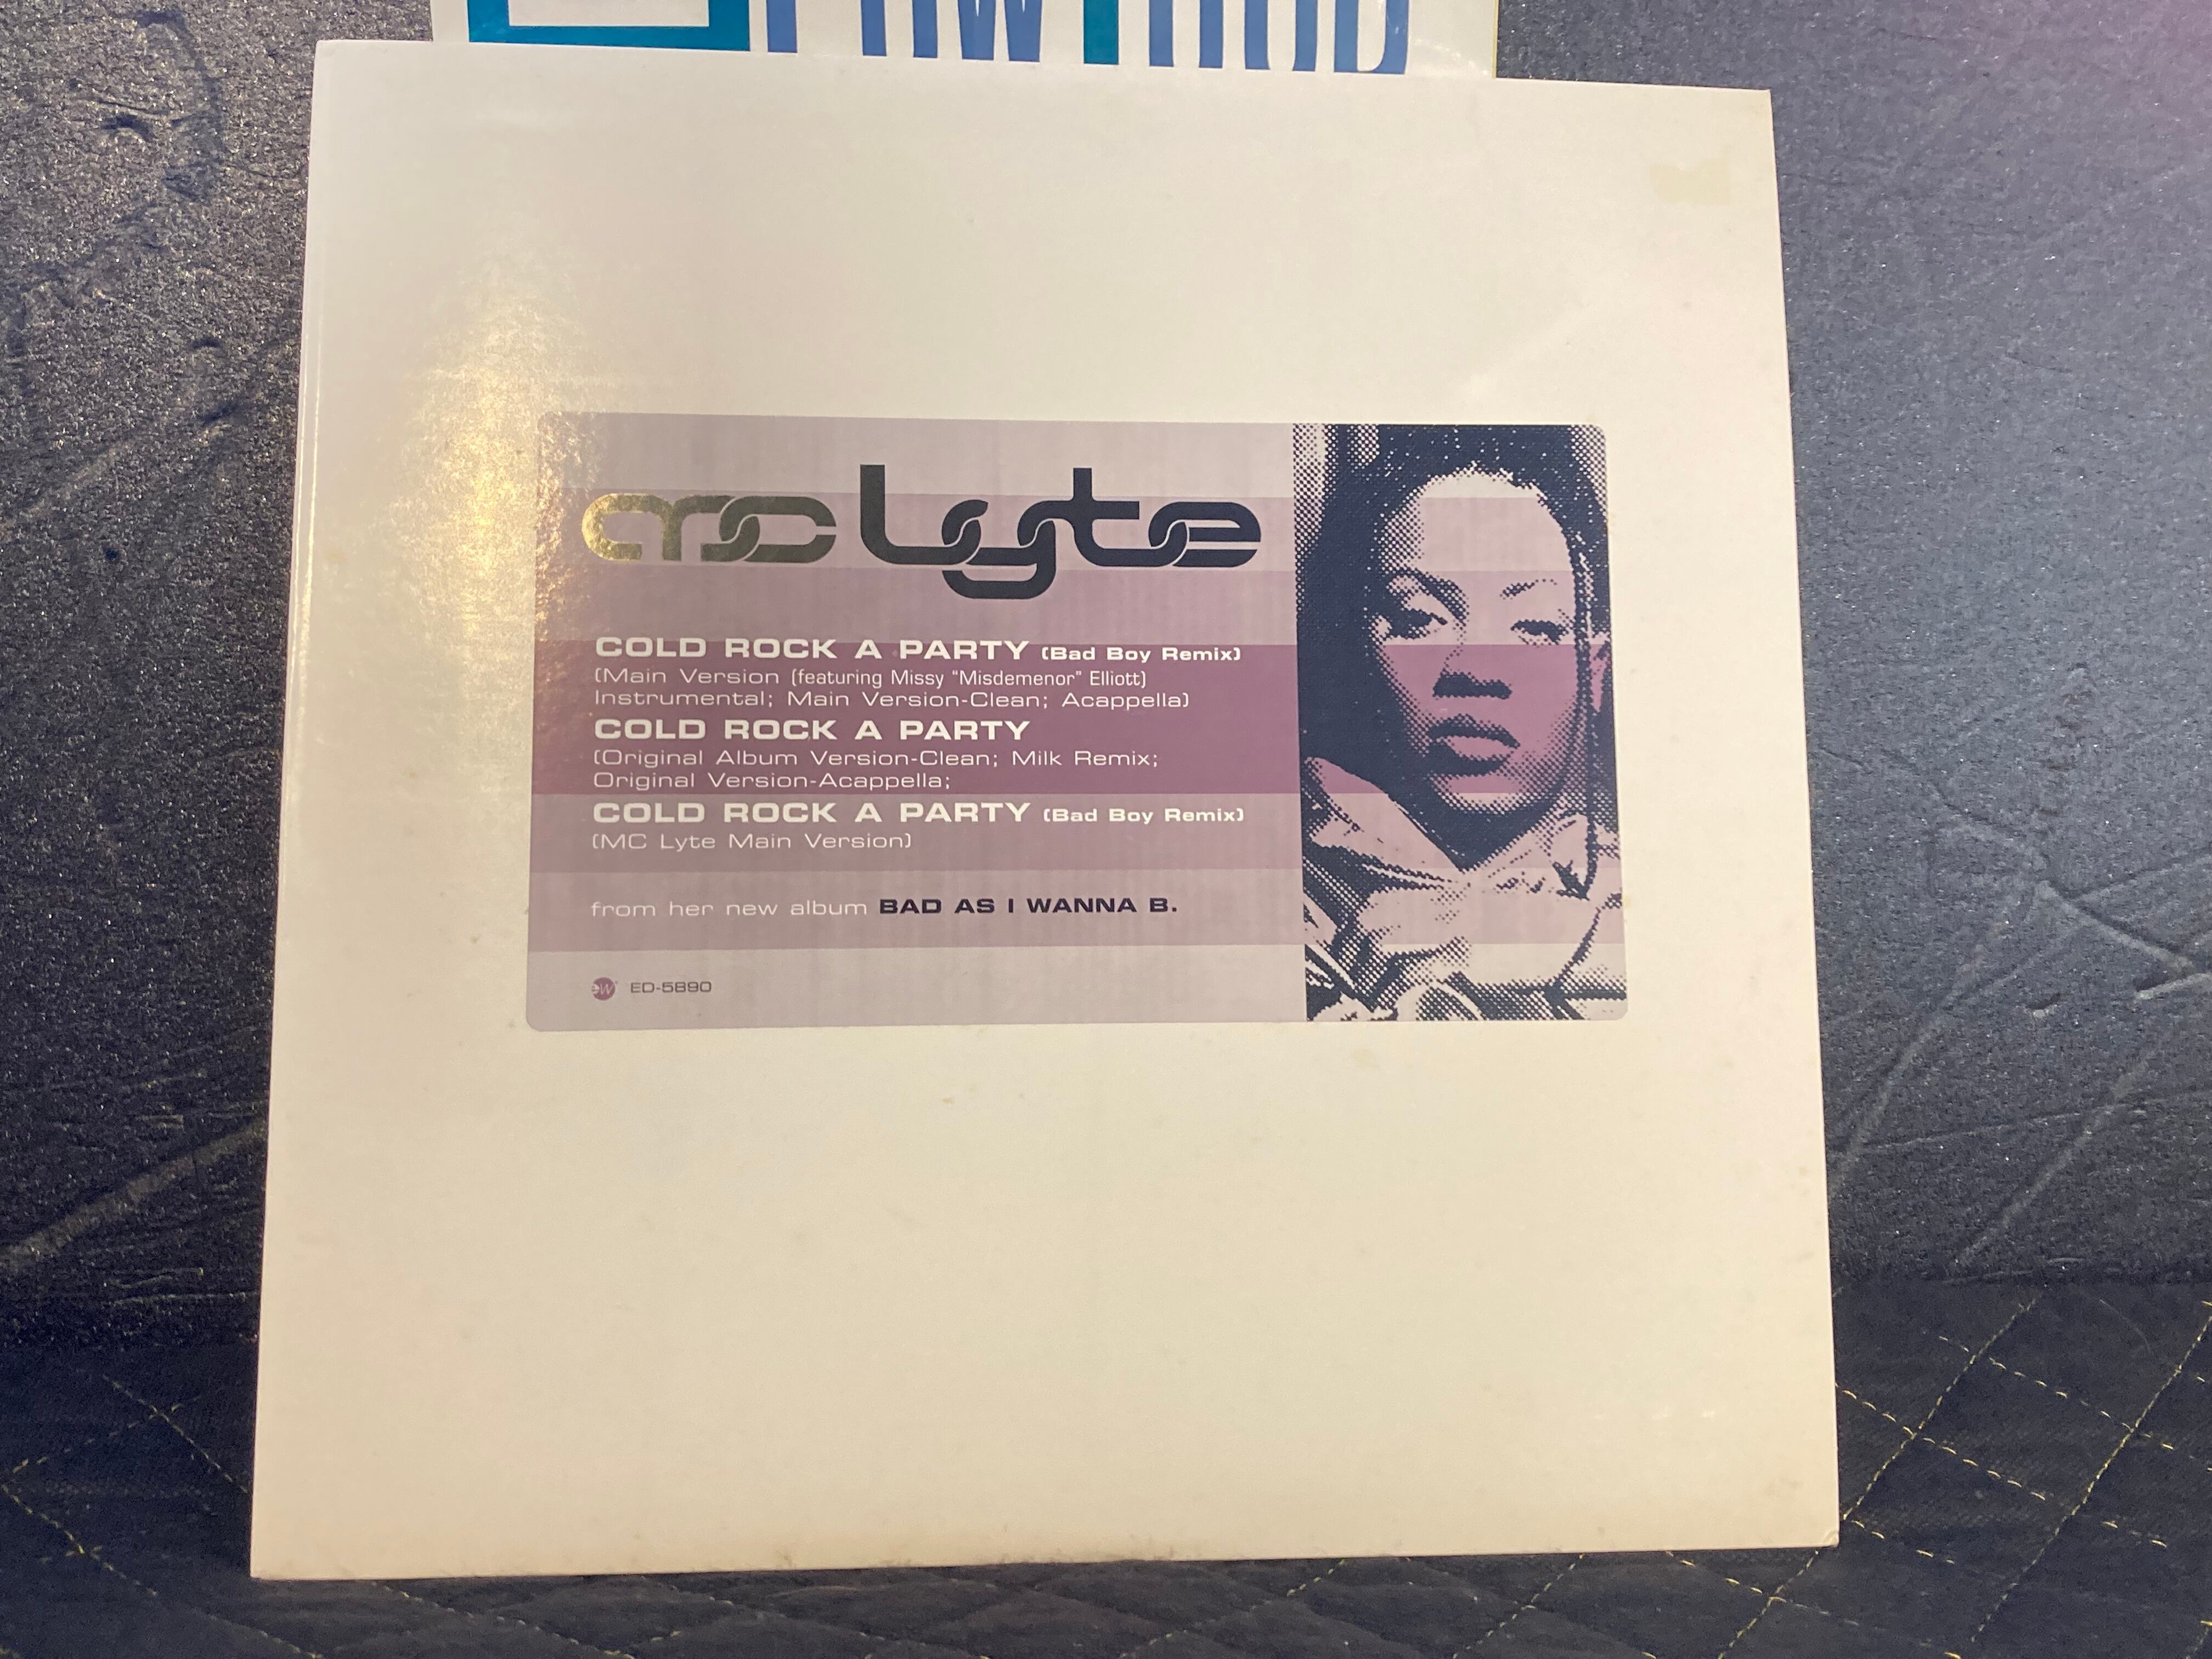 mc lyte
COLD ROCK A PARTY (Bad Boy Remix)
(Main Version (featuring Missy "Misdemenor" Elliott)
Instrumental; Main Version-Clean; Acappella)
COLD ROCK A PARTY
(Original Album Version-Clean; Milk Remix;
Original Version-Acappella;
COLD ROCK A PARTY (Bad Boy Remix)
(MC Lyte Main Version)
from her new album BAD AS I WANNA B.
ew ED-5890